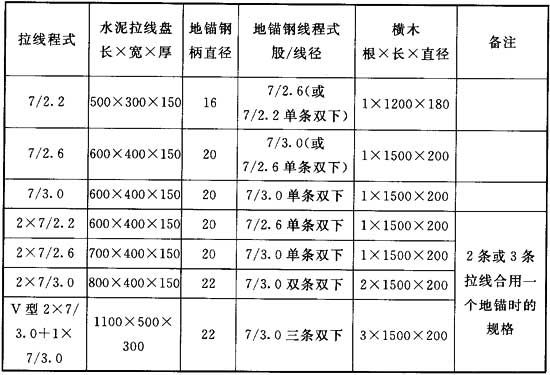 拉线程式 水泥拉线盘 地锚钢 地锚钢线程式 横木 备注
长×宽×厚 柄直径 股/线径 根×长×直径
7/2.2 500×300×150 16 7/2.6(或 1×1200×180
7/2.2单条双下)
7/2.6 600×400×150 20 7/3.0(或 1×1500×200
7/2.6单条双下)
7/3.0 600×400×150 20 7/3.0单条双下 1×1500×200
2×7/2.2 600×400×150 20 7/2.6单条双下 1×1500×200
2×7/2.6 700×400×150 20 7/3.0单条双下 1×1500×200
2×7/3.0 800×400×150 22 7/3.0双条双下 2×1500×200
V型2×7/ 1100×500× 22 7/3.0三条双下 3×1500×200
3.0+1× 300
7/3.0
2条或3条
拉线合用一
个地锚时的
规格